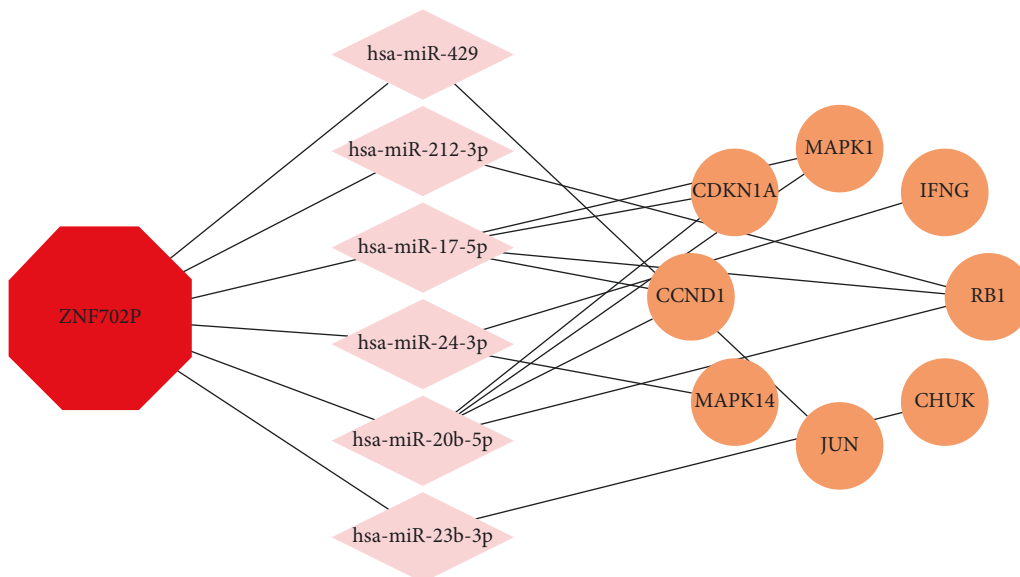 hsa-miR-429
hsa-miR-212-3p
MAPK1
CDKN1A
IFNG
hsa-miR-17-5p
CCND1
RB1
ZNF702P
hsa-miR-24-3p
MAPK14
CHUK
hsa-miR-20b-5p
JUN
hsa-miR-23b-3p